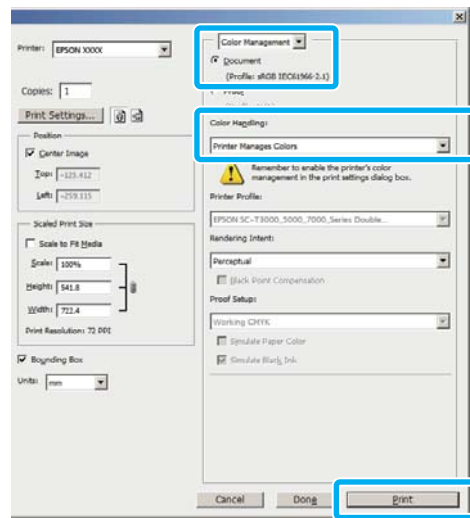 Printer: EPSON XXXX
Copies: 1
Print Settings...
Position
Center Image
Top: -125.412
Left: -259.115
Scaled Print Size
Scale to Fit Media
Scale: 100%
Height: 541.8
Width: 722.4
Print Resolution: 72 PPI
Bounding Box
Units: mm
Color Management
Document
(Profile: sRGB IEC61966-2.1)
Color Handling:
Printer Manages Colors
Remember to enable the printer's color
management in the print settings dialog box.
Printer Profile:
EPSON SC-T3000_5000_7000_Series Double...
Rendering Intent:
Perceptual
Black Point Compensation
Proof Setup:
Working CMYK
Simulate Paper Color
Simulate Black Ink
Cancel
Done
Print